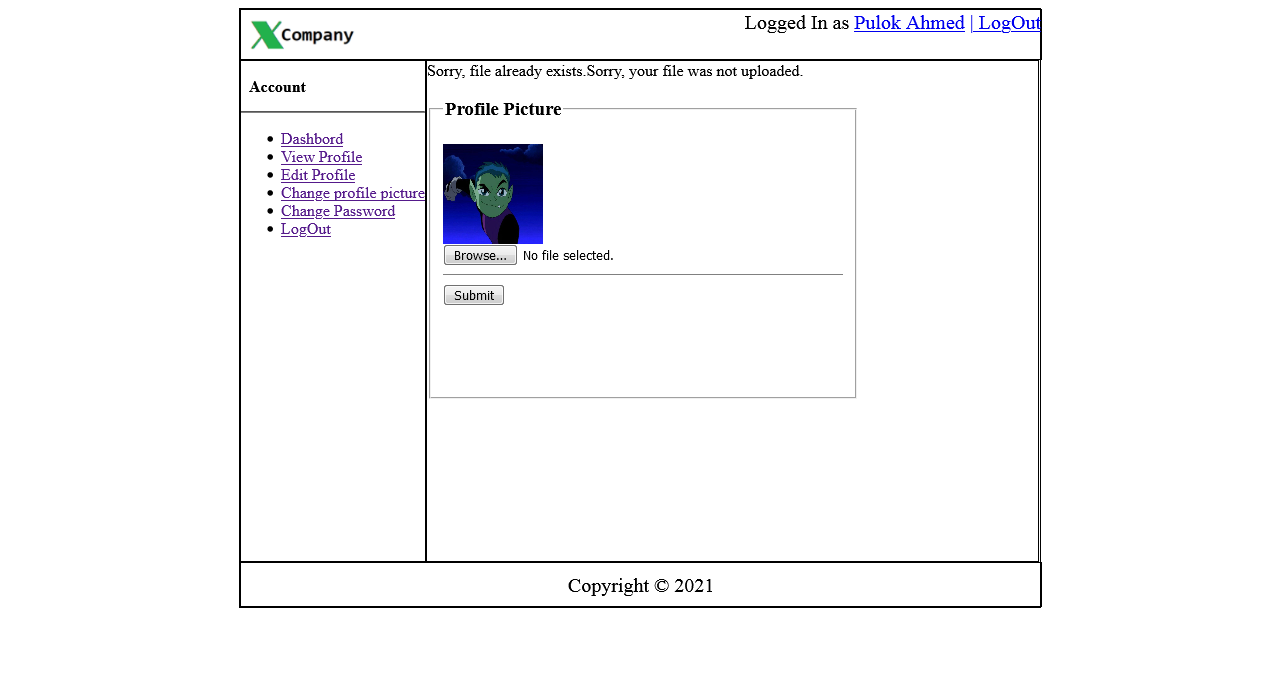 XCompany
Logged In as Pulok Ahmed | LogOut
Account
Dashbord
View Profile
Edit Profile
Change profile picture
Change Password
LogOut
Sorry, file already exists.Sorry, your file was not uploaded.
Profile Picture
Browse... No file selected.
Submit
Copyright © 2021